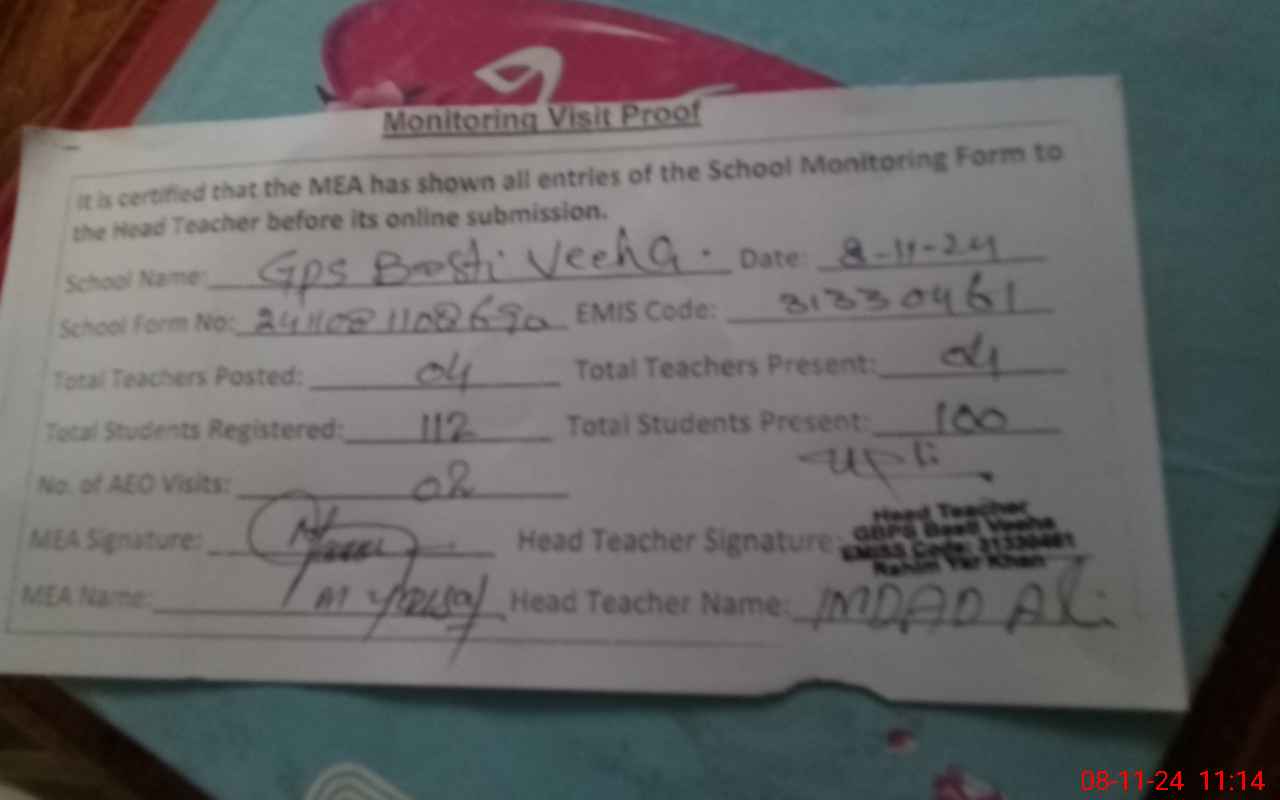 Monitoring Visit Proof
It is certified that the MEA has shown all entries of the School Monitoring Form to
the Head Teacher before its online submission.
School Name: GPS Basti Veeha. Date: 8-11-24
School Form No: EMIS Code: 31330461
Total Teachers Posted: 04 Total Teachers Present: 04
Total Students Registered: 112 Total Students Present: 100
No. of AEO Visits: 02
MEA Signature: Head Teacher Signature:
Head Teacher
GBPS Basti Veeha
EMISS Code: 31330461
Rahim Yar Khan
MEA Name: Head Teacher Name: IMDAD Ali
08-11-24 11:14